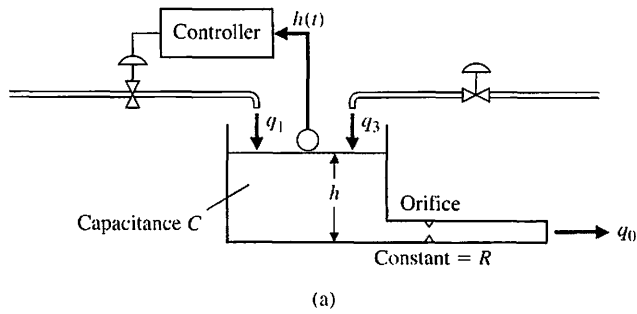 Controller
h(t)
q1
q3
h
Capacitance C
Orifice
Constant = R
q0
(a)